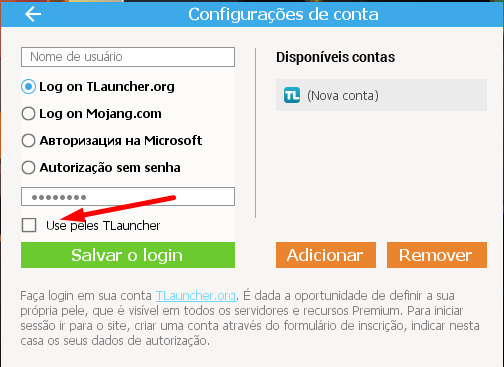 Configurações de conta
Nome de usuário
Log on TLauncher.org
Log on Mojang.com
Авторизация на Microsoft
Autorização sem senha
Use peles TLauncher
Salvar o login
Disponíveis contas
TL (Nova conta)
Adicionar
Remover
Faça login em sua conta TLauncher.org. É dada a oportunidade de definir a sua
própria pele, que é visível em todos os servidores e recursos Premium. Para iniciar
sessão ir para o site, criar uma conta através do formulário de inscrição, indicar nesta
casa os seus dados de autorização.